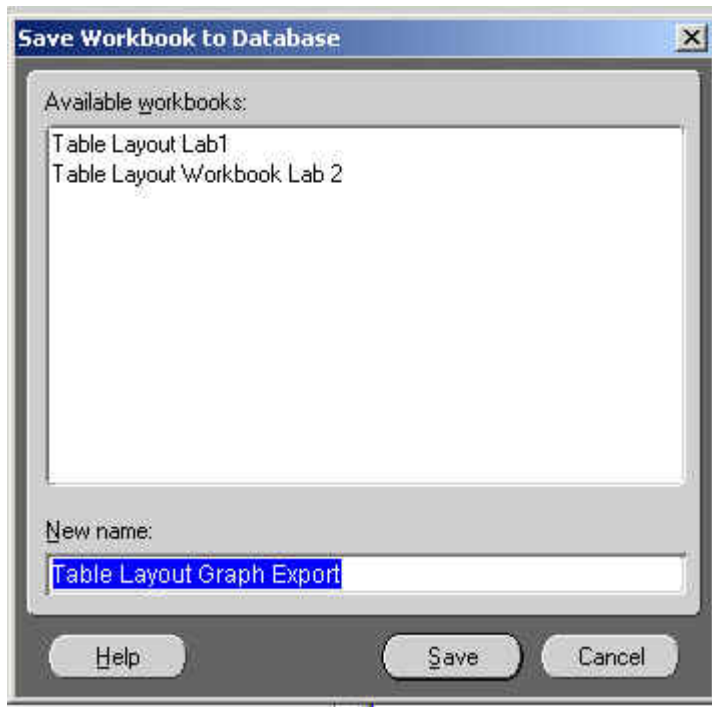 Save Workbook to Database
Available workbooks:
Table Layout Lab1
Table Layout Workbook Lab 2
New name:
Table Layout Graph Export
Help Save Cancel